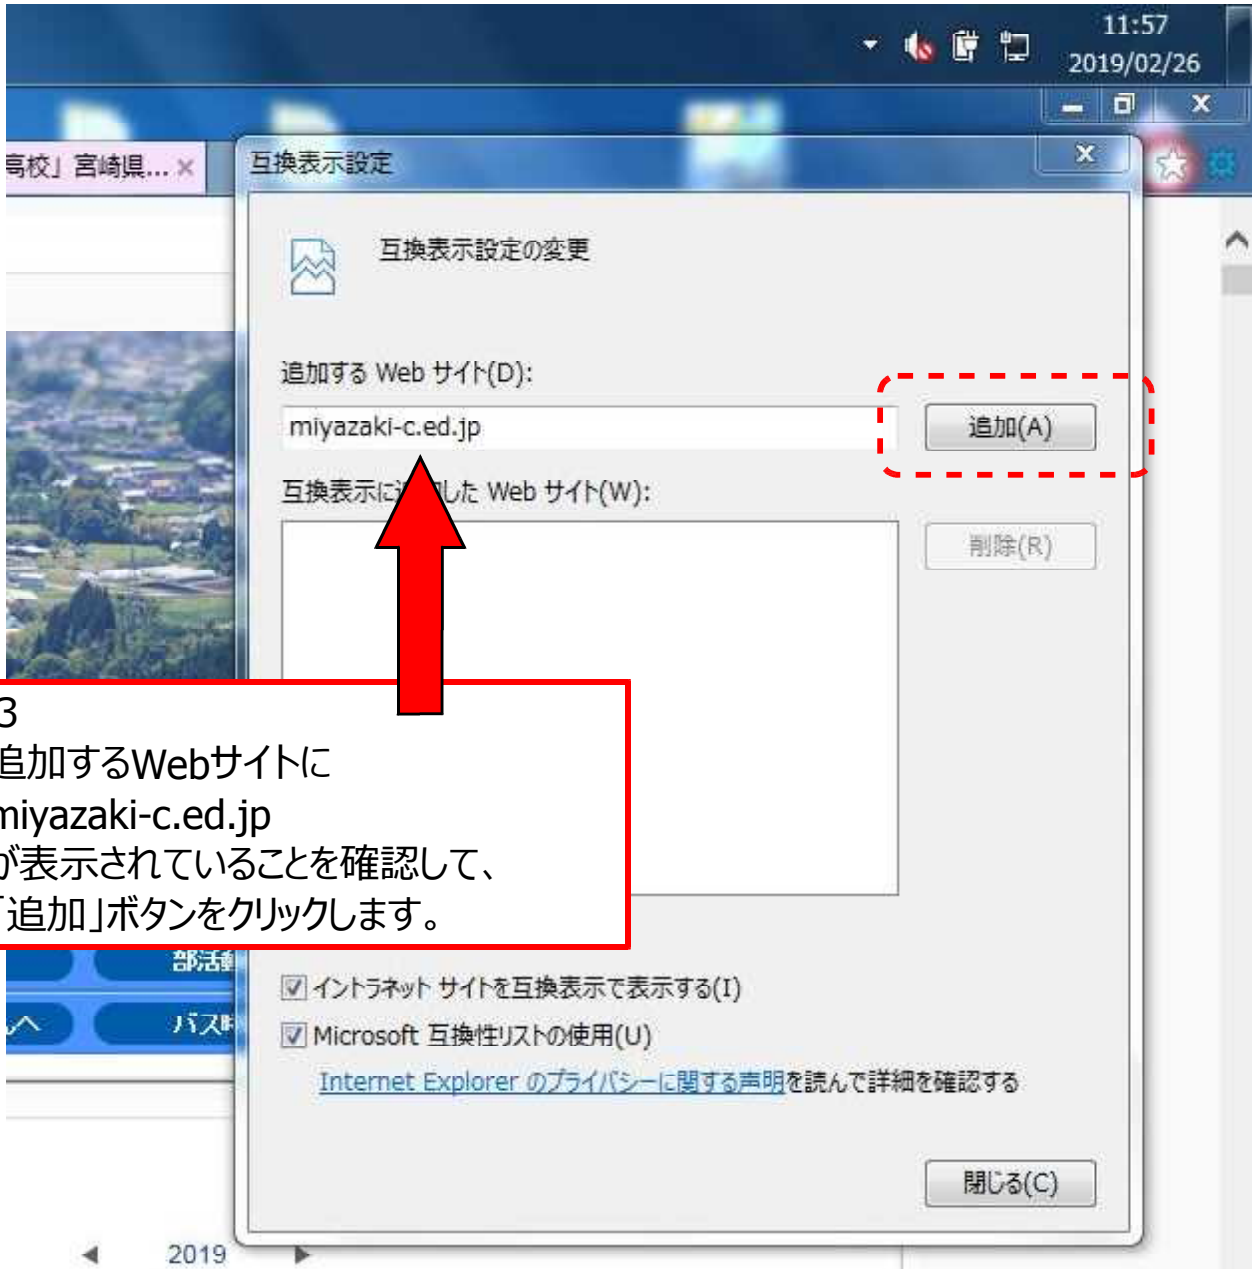 11:57
2019/02/26
高校」宮崎県...
互換表示設定
互換表示設定の変更
追加する Web サイト(D):
miyazaki-c.ed.jp
追加(A)
互換表示に した Web サイト(W):
削除(R)
3
追加するWebサイトに
miyazaki-c.ed.jp
が表示されていることを確認して、
「追加」ボタンをクリックします。
部活動
んへ
バス時
イントラネット サイトを互換表示で表示する(I)
Microsoft 互換性リストの使用(U)
Internet Explorer のプライバシーに関する声明を読んで詳細を確認する
閉じる(C)
2019